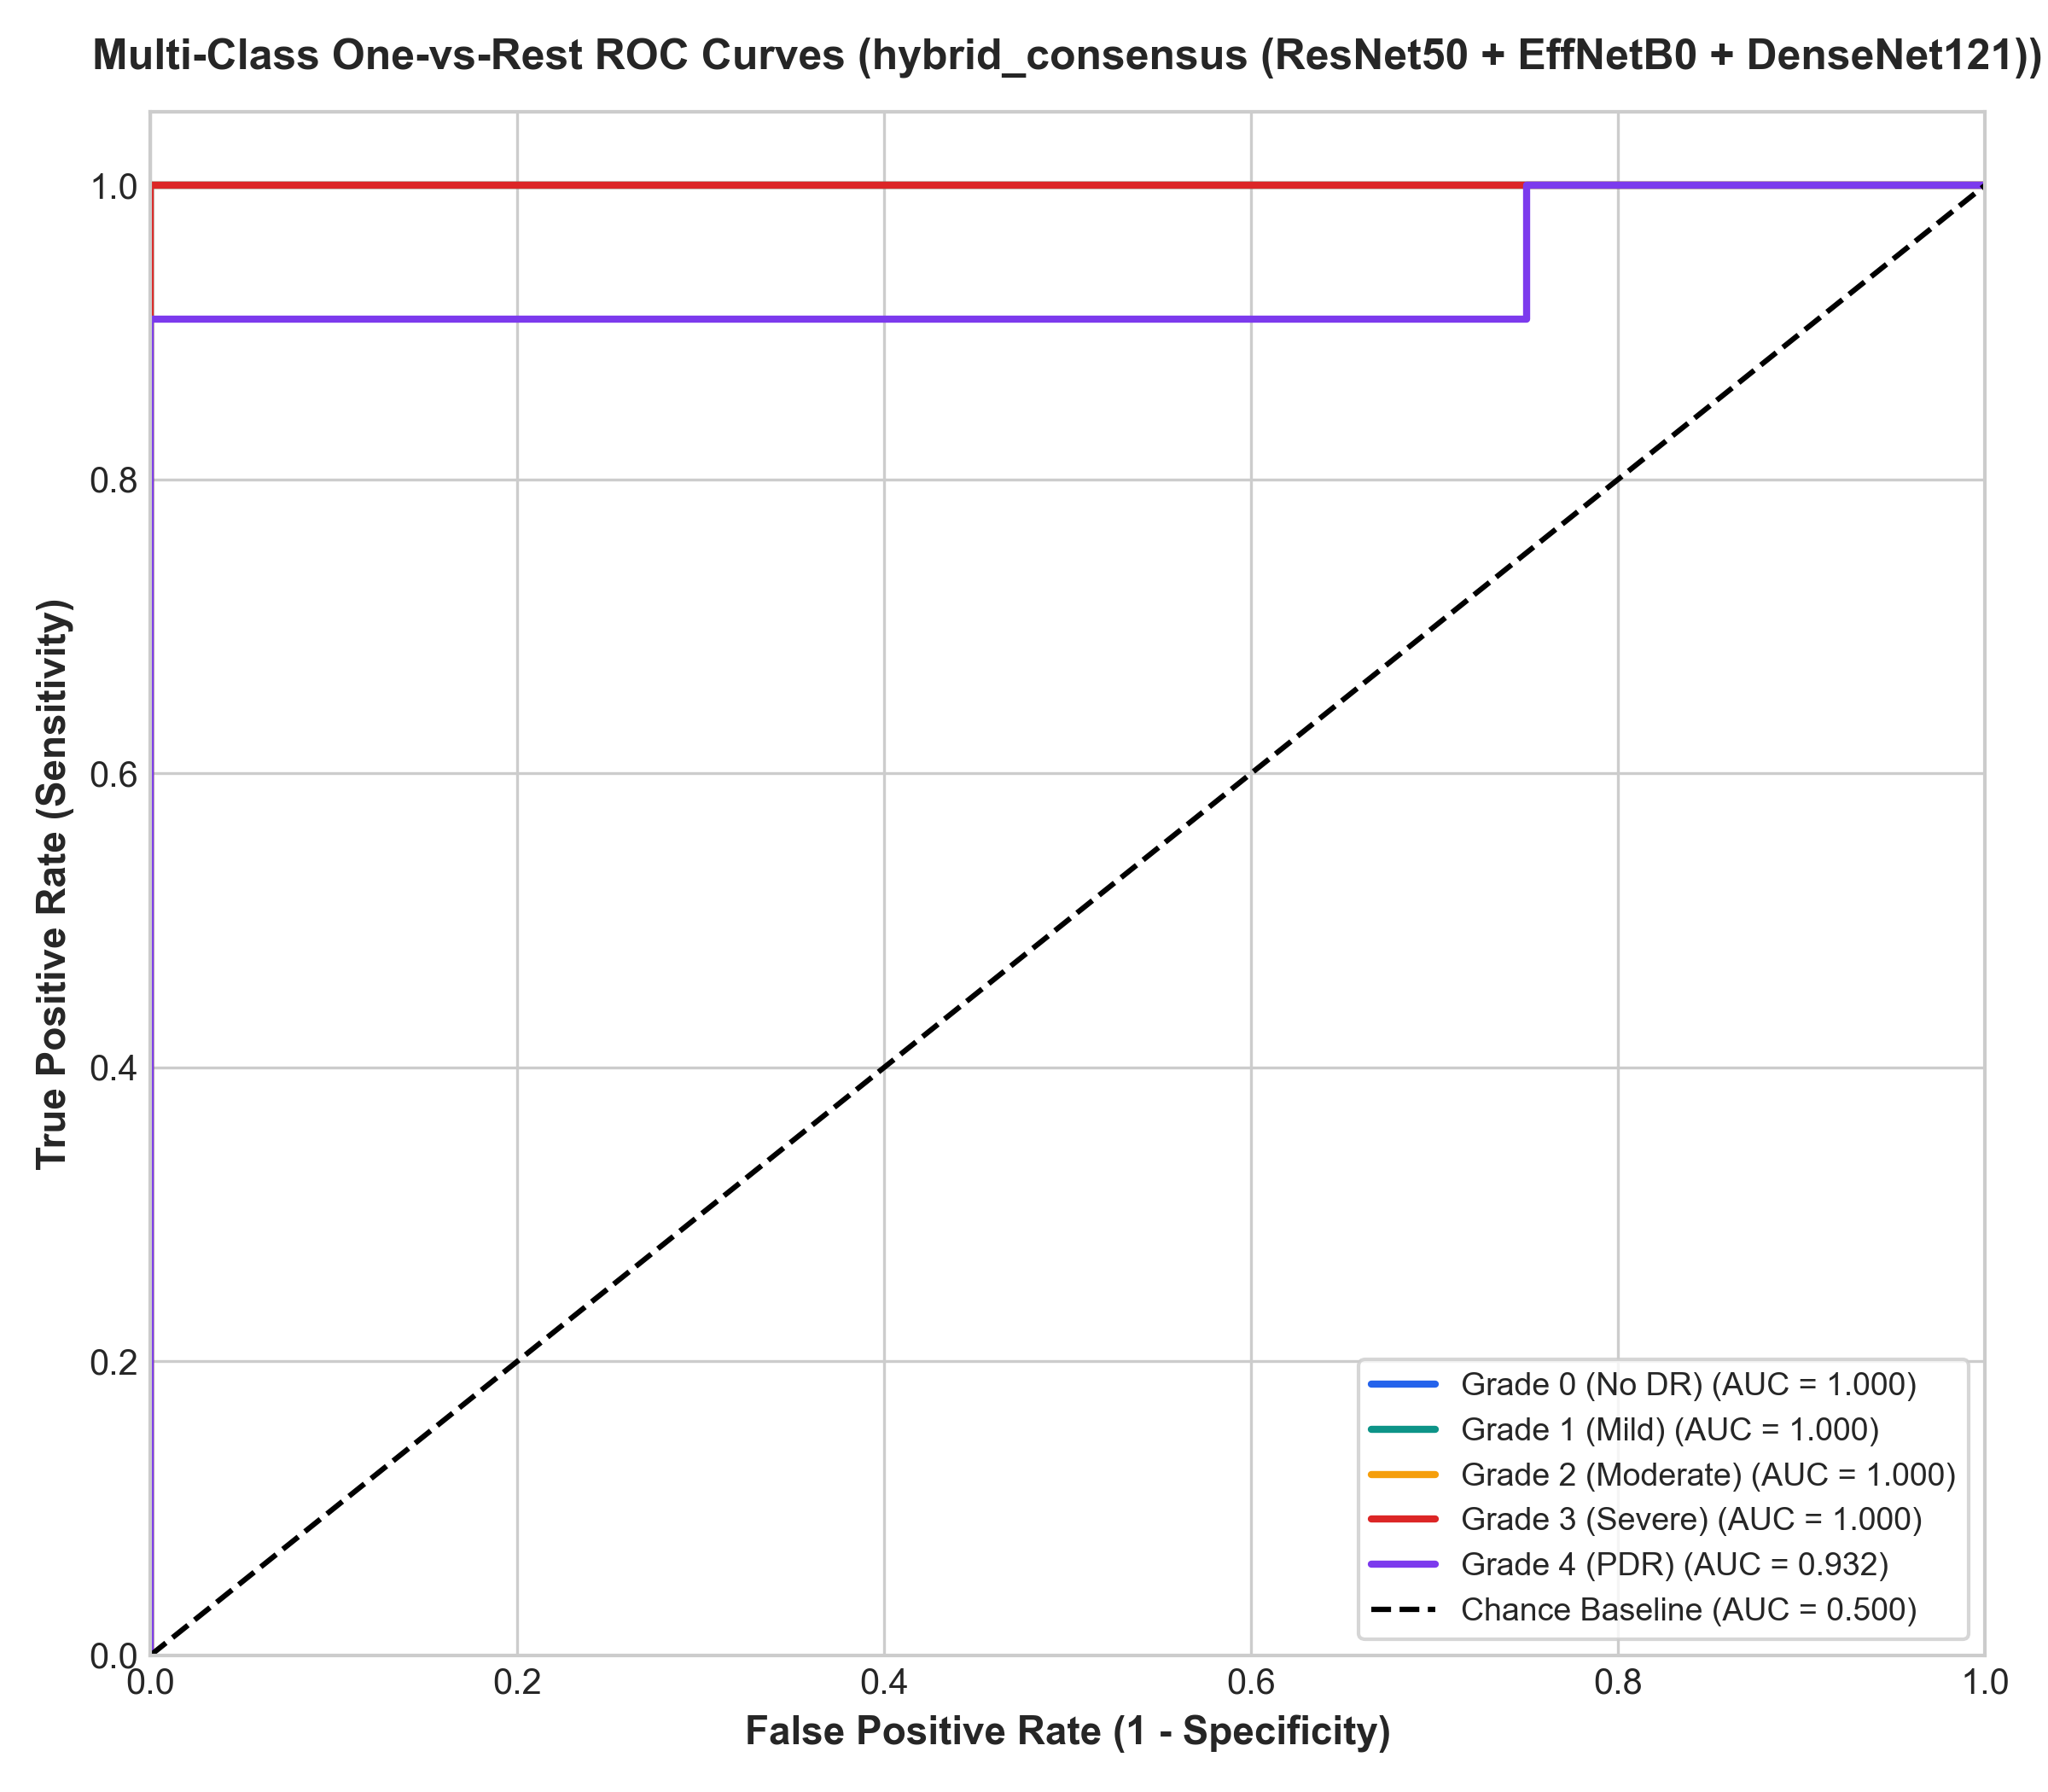 Multi-Class One-vs-Rest ROC Curves (hybrid_consensus (ResNet50 + EffNetB0 + DenseNet121))
True Positive Rate (Sensitivity)
1.0
0.8
0.6
0.4
0.2
0.0
0.0 0.2 0.4 0.6 0.8 1.0
False Positive Rate (1 - Specificity)
Grade 0 (No DR) (AUC = 1.000)
Grade 1 (Mild) (AUC = 1.000)
Grade 2 (Moderate) (AUC = 1.000)
Grade 3 (Severe) (AUC = 1.000)
Grade 4 (PDR) (AUC = 0.932)
Chance Baseline (AUC = 0.500)